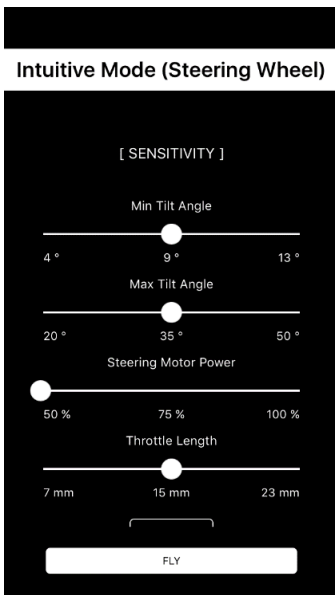 Intuitive Mode (Steering Wheel)
[ SENSITIVITY ]
Min Tilt Angle
4 ° 9 ° 13 °
Max Tilt Angle
20 ° 35 ° 50 °
Steering Motor Power
50 % 75 % 100 %
Throttle Length
7 mm 15 mm 23 mm
FLY